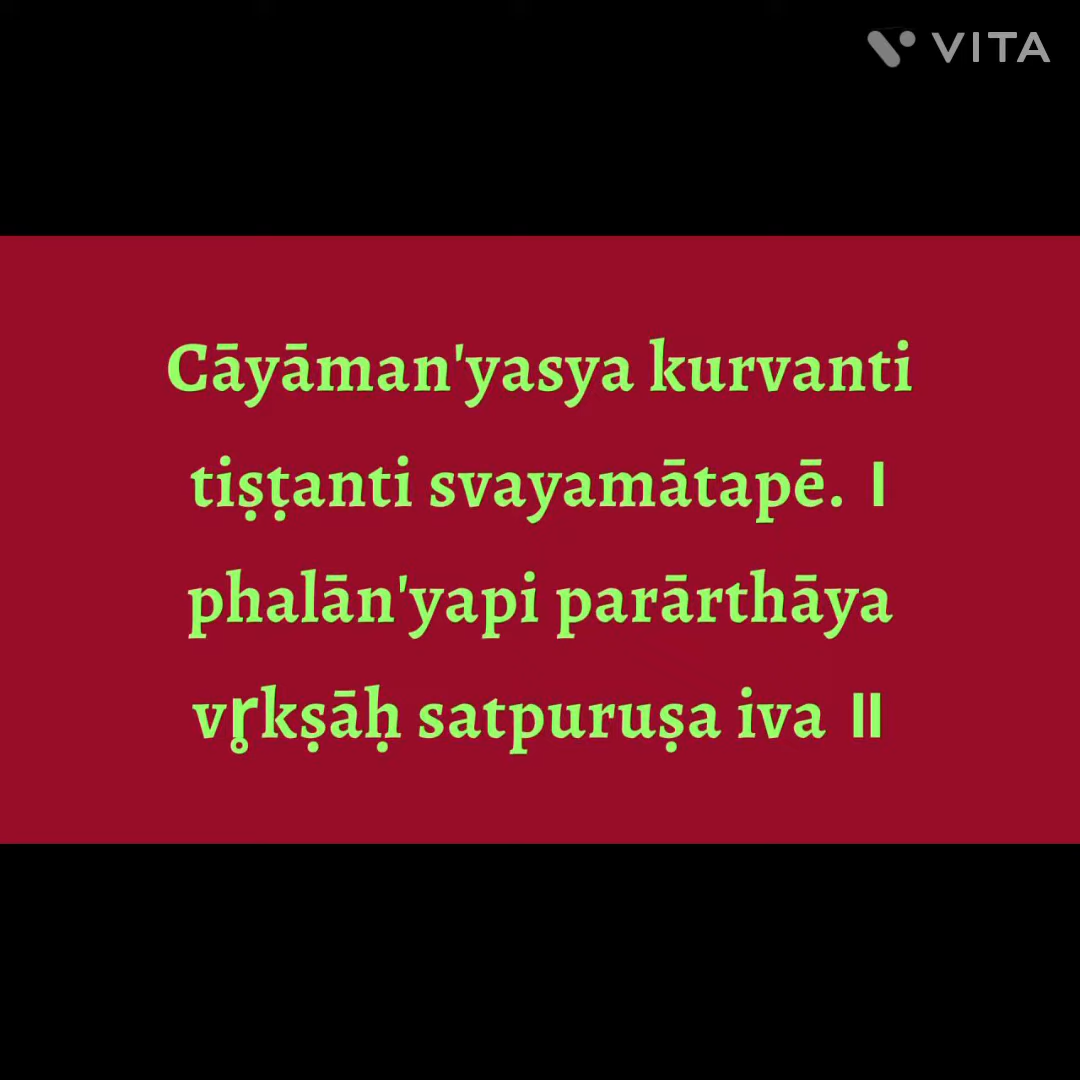 VITA
Cāyāman'yasya kurvanti
tiṣṭanti svayamātapē. ।
phalān'yapi parārthāya
vr̥kṣāḥ satpuruṣa iva ॥